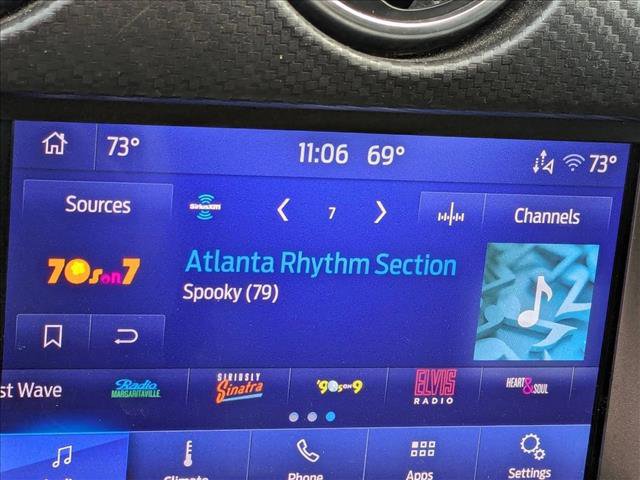 73° 11:06 69° 73°
Sources SiriusXM 7 Channels
70s on 7
Atlanta Rhythm Section
Spooky (79)
st Wave Radio MARGARITAVILLE SIRIUSLY Sinatra '90s on 9 ELVIS RADIO HEART & SOUL
Climate Phone Apps Settings